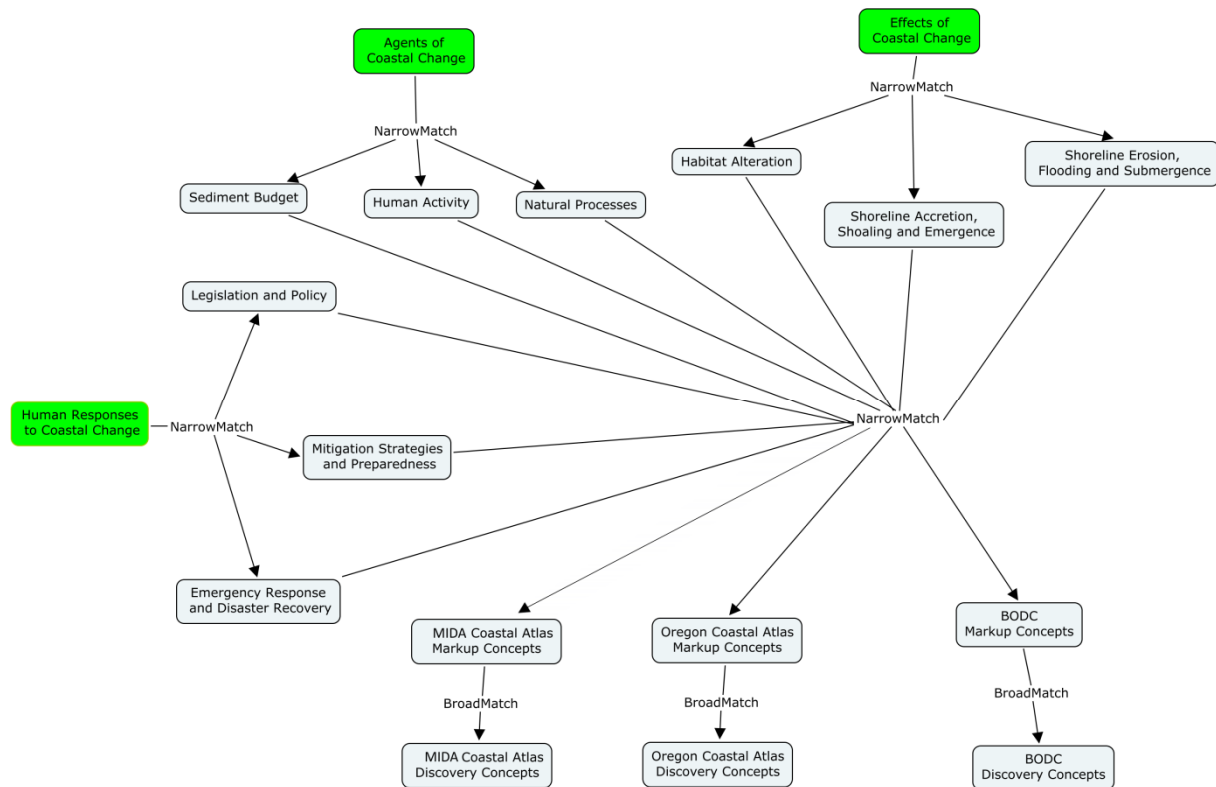 Effects of
Coastal Change
Agents of
Coastal Change
NarrowMatch
NarrowMatch
Habitat Alteration
Shoreline Erosion,
Flooding and Submergence
Sediment Budget
Human Activity
Natural Processes
Shoreline Accretion,
Shoaling and Emergence
Legislation and Policy
Human Responses
to Coastal Change
NarrowMatch
NarrowMatch
Mitigation Strategies
and Preparedness
Emergency Response
and Disaster Recovery
MIDA Coastal Atlas
Markup Concepts
Oregon Coastal Atlas
Markup Concepts
BODC
Markup Concepts
BroadMatch
BroadMatch
BroadMatch
MIDA Coastal Atlas
Discovery Concepts
Oregon Coastal Atlas
Discovery Concepts
BODC
Discovery Concepts